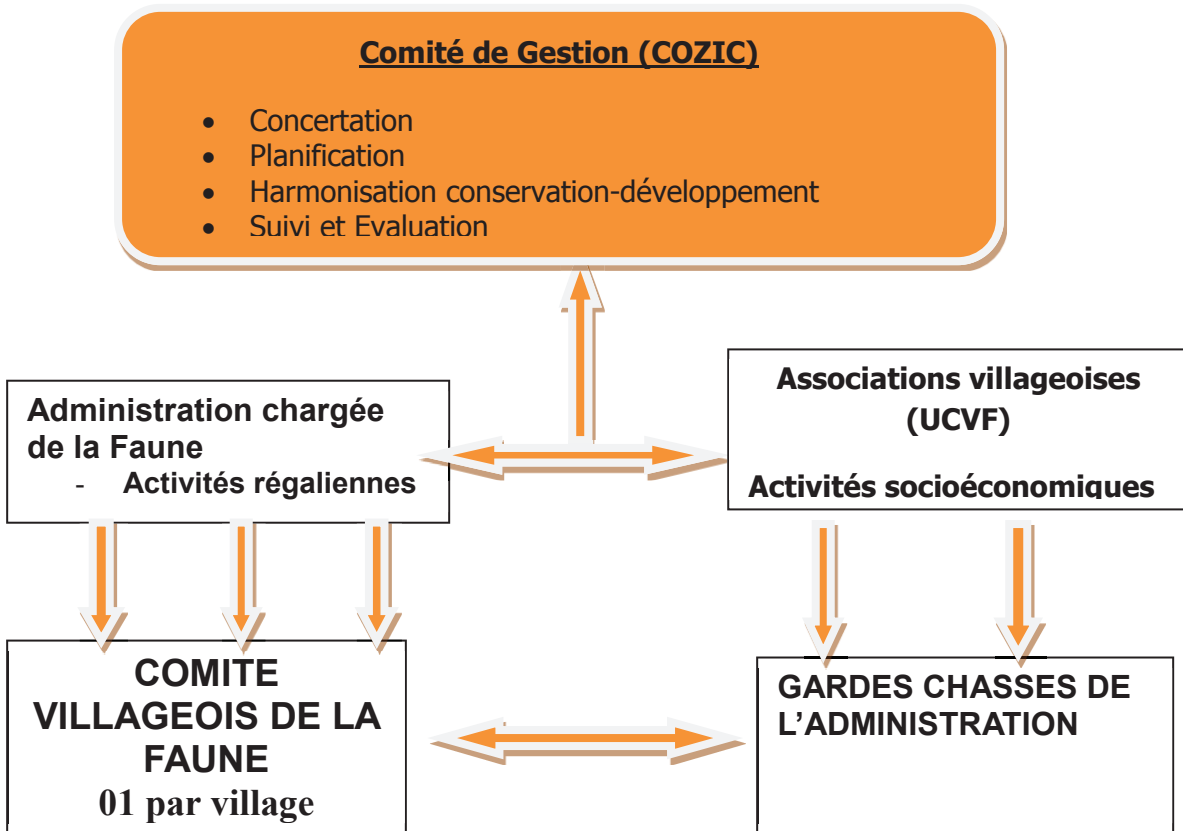 Comité de Gestion (COZIC)
• Concertation
• Planification
• Harmonisation conservation-développement
• Suivi et Evaluation
Administration chargée
de la Faune
- Activités régaliennes
Associations villageoises
(UCVF)
Activités socioéconomiques
COMITE
VILLAGEOIS DE LA
FAUNE
01 par village
GARDES CHASSES DE
L’ADMINISTRATION